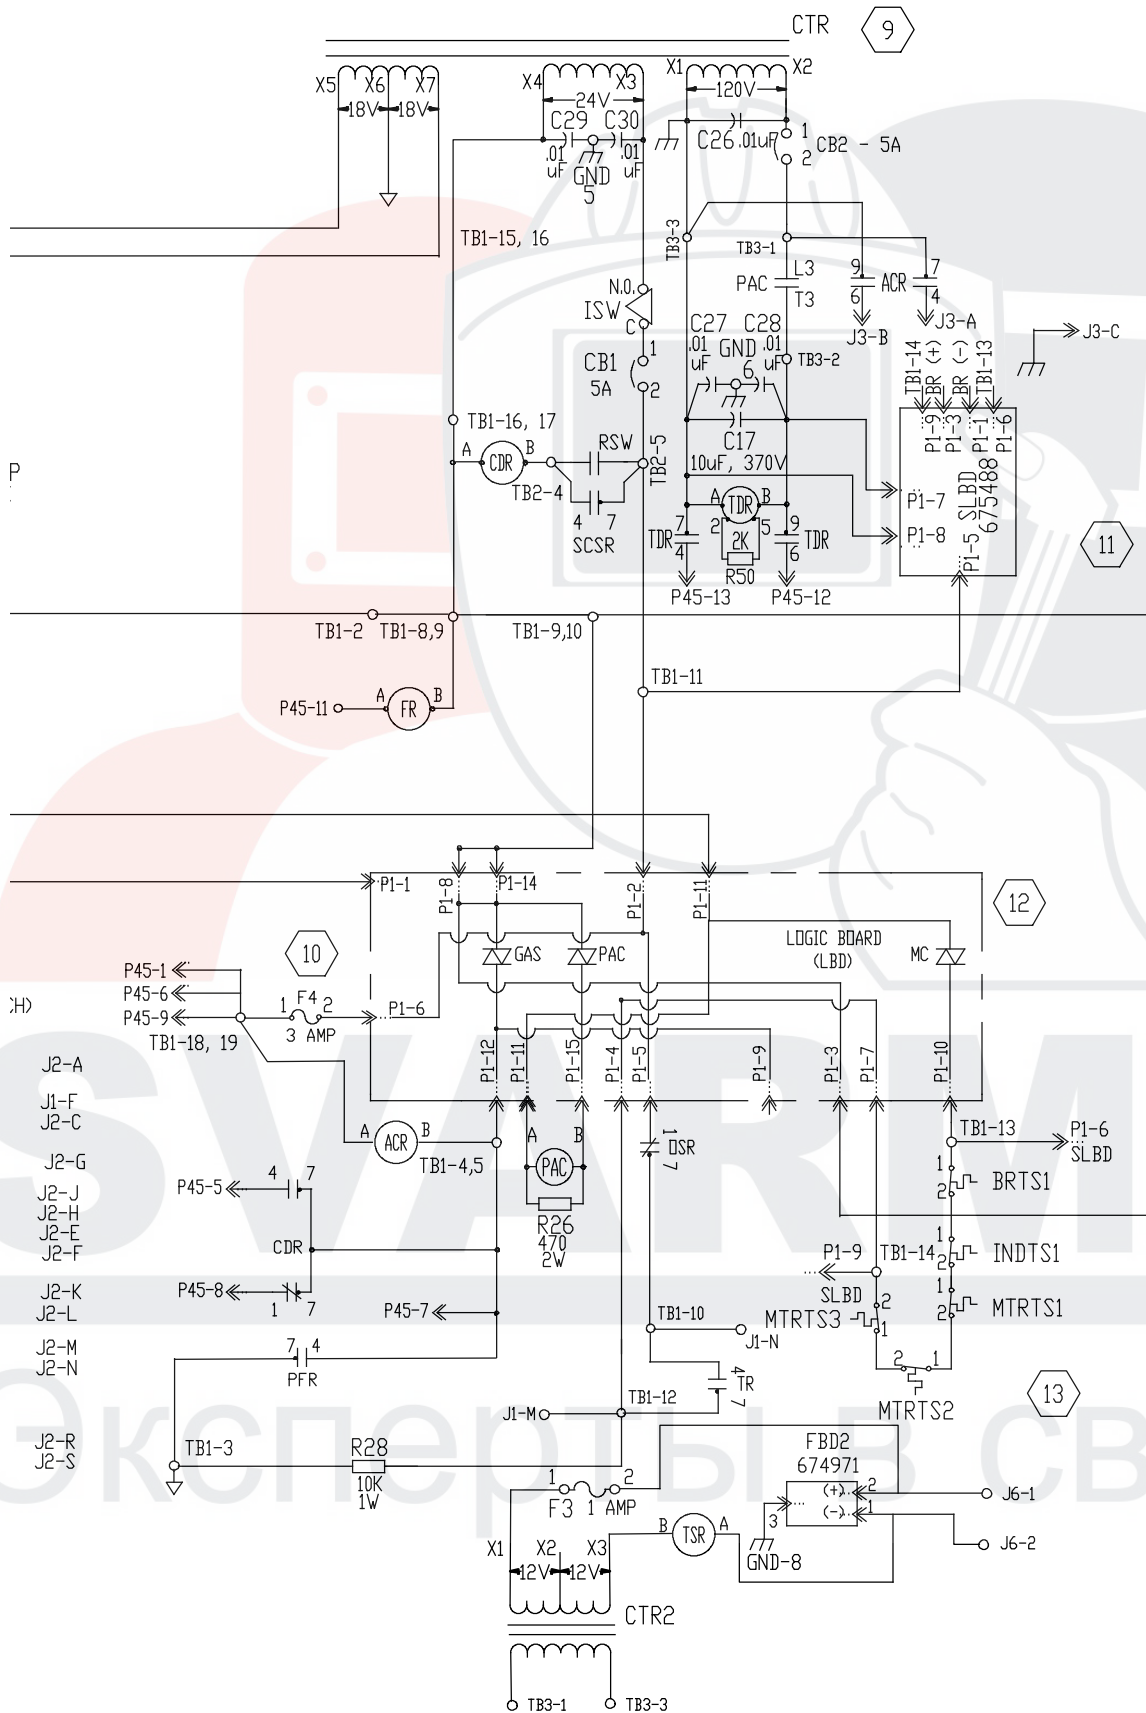 CTR
9
X5 X6 X7
18V 18V
X4 X3
24V
X1 X2
120V
C29 C30
.01 uF
.01 uF
GND 5
C26 .01uF
1
2
CB2 - 5A
TB1-15, 16
TB3-3
TB3-1
N.O.
ISW
C
PAC
L3
T3
9
6
ACR
7
4
J3-B
J3-A
J3-C
C27 C28
.01 uF
GND
6
.01 uF
TB3-2
CB1
5A
1
2
TB1-14
BR (+)
BR (-)
TB1-13
P1-9
P1-3
P1-1
P1-6
SLBD
675488
P1-7
P1-8
P1-5
11
C17
10uF, 370V
TB1-16, 17
A CDR B
RSW
TB2-5
TB2-4
4 7
SCSR
A TDR B
2 5
2K
R50
7
4
TDR
9
6
TDR
P45-13
P45-12
P
TB1-2
TB1-8,9
TB1-9,10
TB1-11
P45-11
A FR B
P1-1
P1-8
P1-14
P1-2
P1-11
12
LOGIC BOARD
(LBD)
GAS
PAC
MC
10
P45-1
P45-6
P45-9
TB1-18, 19
1 F4 2
3 AMP
P1-6
P1-12
P1-11
P1-15
P1-4
P1-5
P1-9
P1-3
P1-7
P1-10
CH)
J2-A
J1-F
J2-C
J2-G
J2-J
J2-H
J2-E
J2-F
J2-K
J2-L
J2-M
J2-N
J2-R
J2-S
A ACR B
TB1-4,5
A B
PAC
R26
470
2W
1
OSR
7
TB1-13
P1-6
SLBD
1
2
BRTS1
1
2
INDTS1
1
2
MTRTS1
P1-9
SLBD
TB1-14
MTRTS3
2
1
2 1
MTRTS2
P45-5
4 7
CDR
P45-8
1 7
P45-7
7 4
PFR
TB1-10
J1-N
4
TR
7
TB1-12
J1-M
13
TB1-3
R28
10K
1W
1 2
F3 1 AMP
FBD2
674971
(+)
(-)
2
1
3
GND-8
J6-1
J6-2
B TSR A
X1 X2 X3
12V 12V
CTR2
TB3-1
TB3-3
SVARM
Эксперты в св